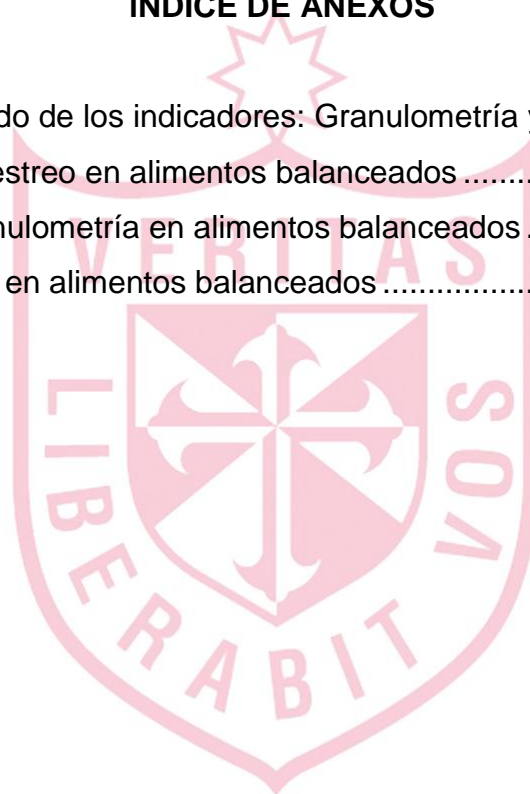 ÍNDICE DE ANEXOS
do de los indicadores: Granulometría y
estreo en alimentos balanceados ........
nulometría en alimentos balanceados .
en alimentos balanceados ..................
VERITAS
LIBERABIT VOS